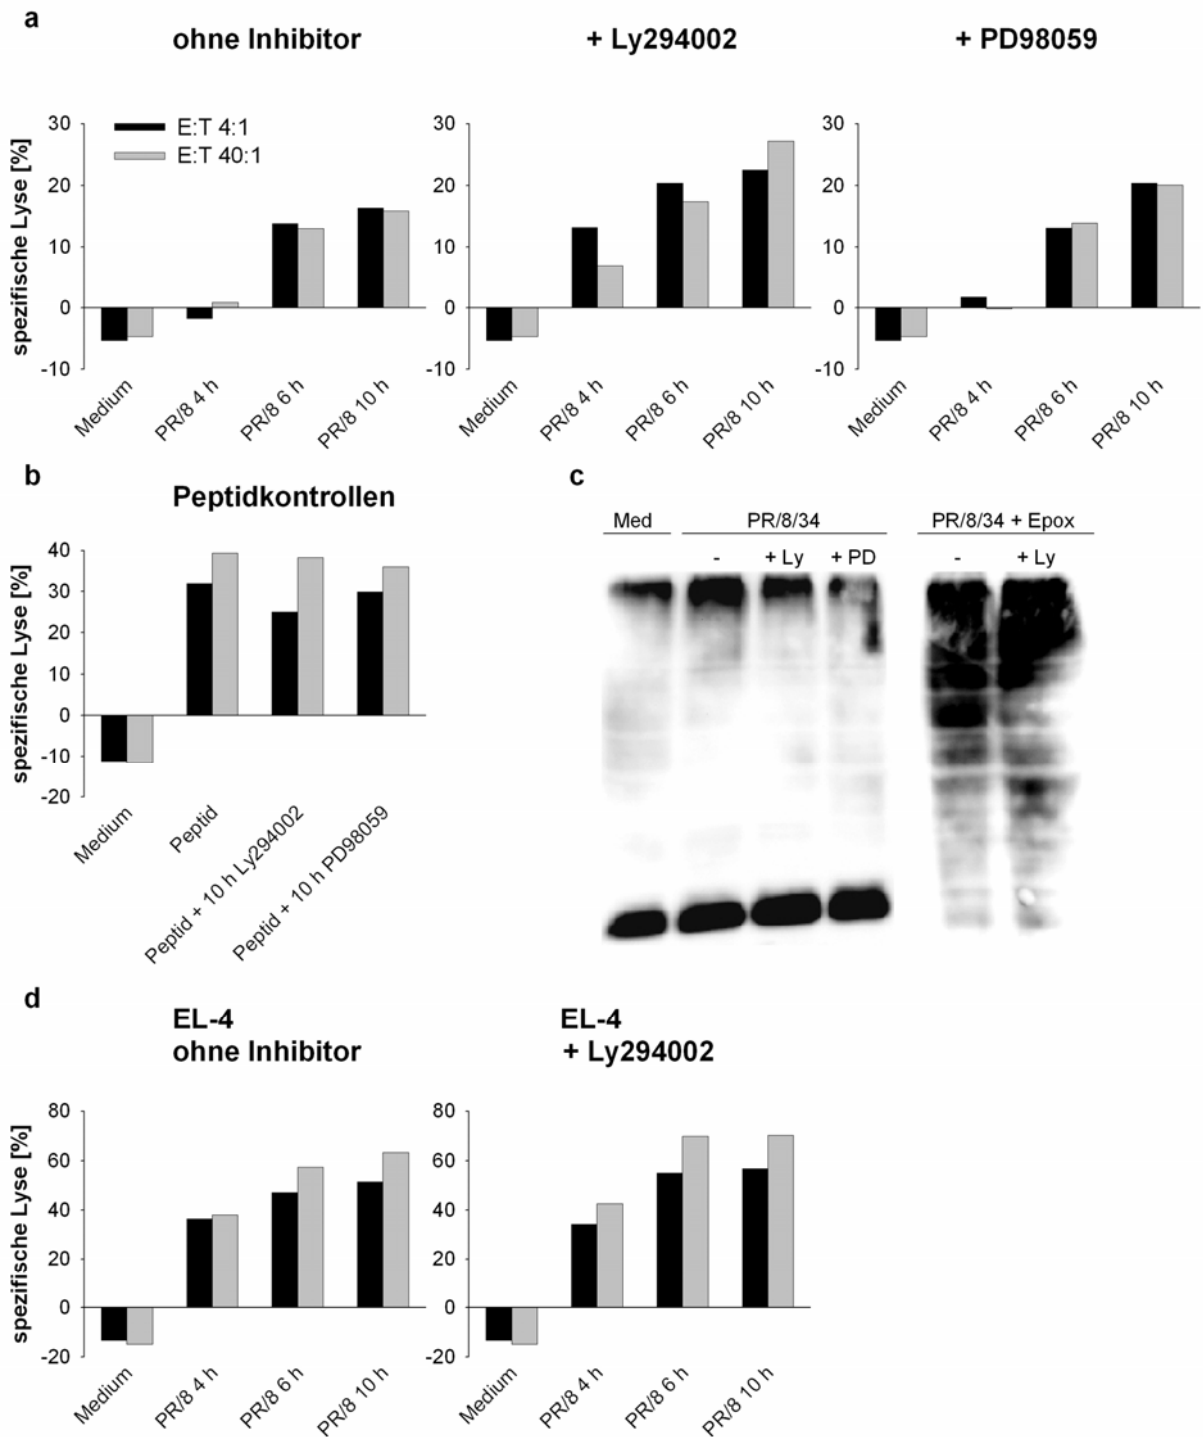 a
ohne Inhibitor
+ Ly294002
+ PD98059
spezifische Lyse [%]
30
20
10
0
-10
E:T 4:1
E:T 40:1
Medium
PR/8 4 h
PR/8 6 h
PR/8 10 h
30
20
10
0
-10
Medium
PR/8 4 h
PR/8 6 h
PR/8 10 h
30
20
10
0
-10
Medium
PR/8 4 h
PR/8 6 h
PR/8 10 h
b
Peptidkontrollen
spezifische Lyse [%]
40
30
20
10
0
-10
-20
Medium
Peptid
Peptid + 10 h Ly294002
Peptid + 10 h PD98059
c
Med PR/8/34 PR/8/34 + Epox
- + Ly + PD - + Ly
d
EL-4
ohne Inhibitor
spezifische Lyse [%]
80
60
40
20
0
-20
Medium
PR/8 4 h
PR/8 6 h
PR/8 10 h
EL-4
+ Ly294002
80
60
40
20
0
-20
Medium
PR/8 4 h
PR/8 6 h
PR/8 10 h